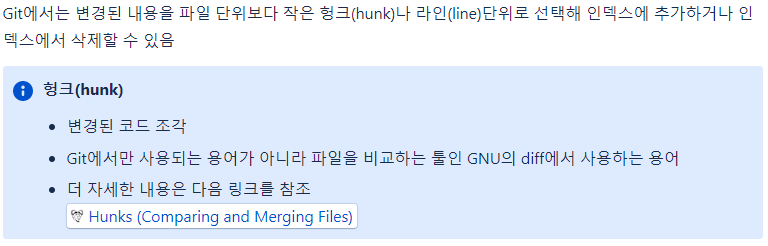 Git에서는 변경된 내용을 파일 단위보다 작은 헝크(hunk)나 라인(line)단위로 선택해 인덱스에 추가하거나 인
덱스에서 삭제할 수 있음
헝크(hunk)
변경된 코드 조각
Git에서만 사용되는 용어가 아니라 파일을 비교하는 툴인 GNU의 diff에서 사용하는 용어
더 자세한 내용은 다음 링크를 참조
Hunks (Comparing and Merging Files)